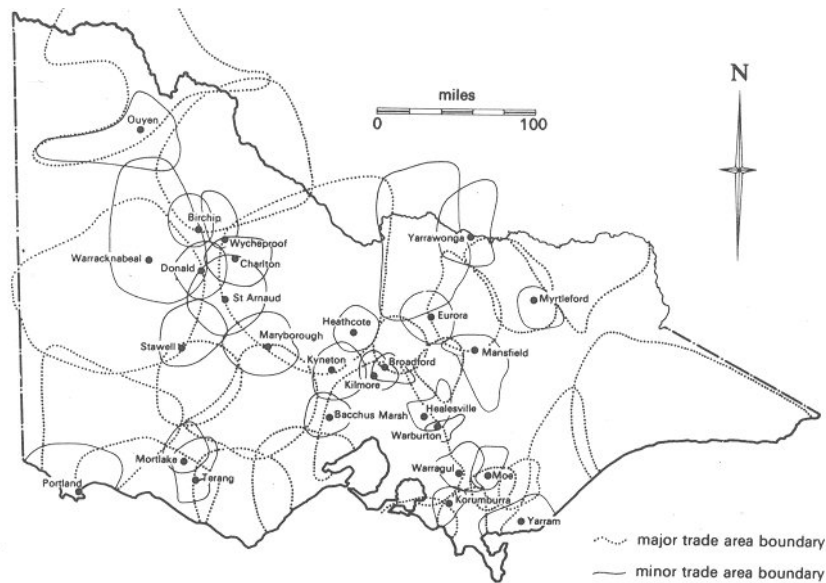 miles
0 100
N
Ouyen
Birchip
Wycheproof
Yarrawonga
Warracknabeal
Donald
Charlton
St Arnaud
Myrtleford
Heathcote
Eurora
Stawell
Maryborough
Mansfield
Kyneton
Broadford
Kilmore
Bacchus Marsh
Healesville
Warburton
Mortlake
Terang
Portland
Warragul
Moe
Korumburra
Yarram
major trade area boundary
minor trade area boundary